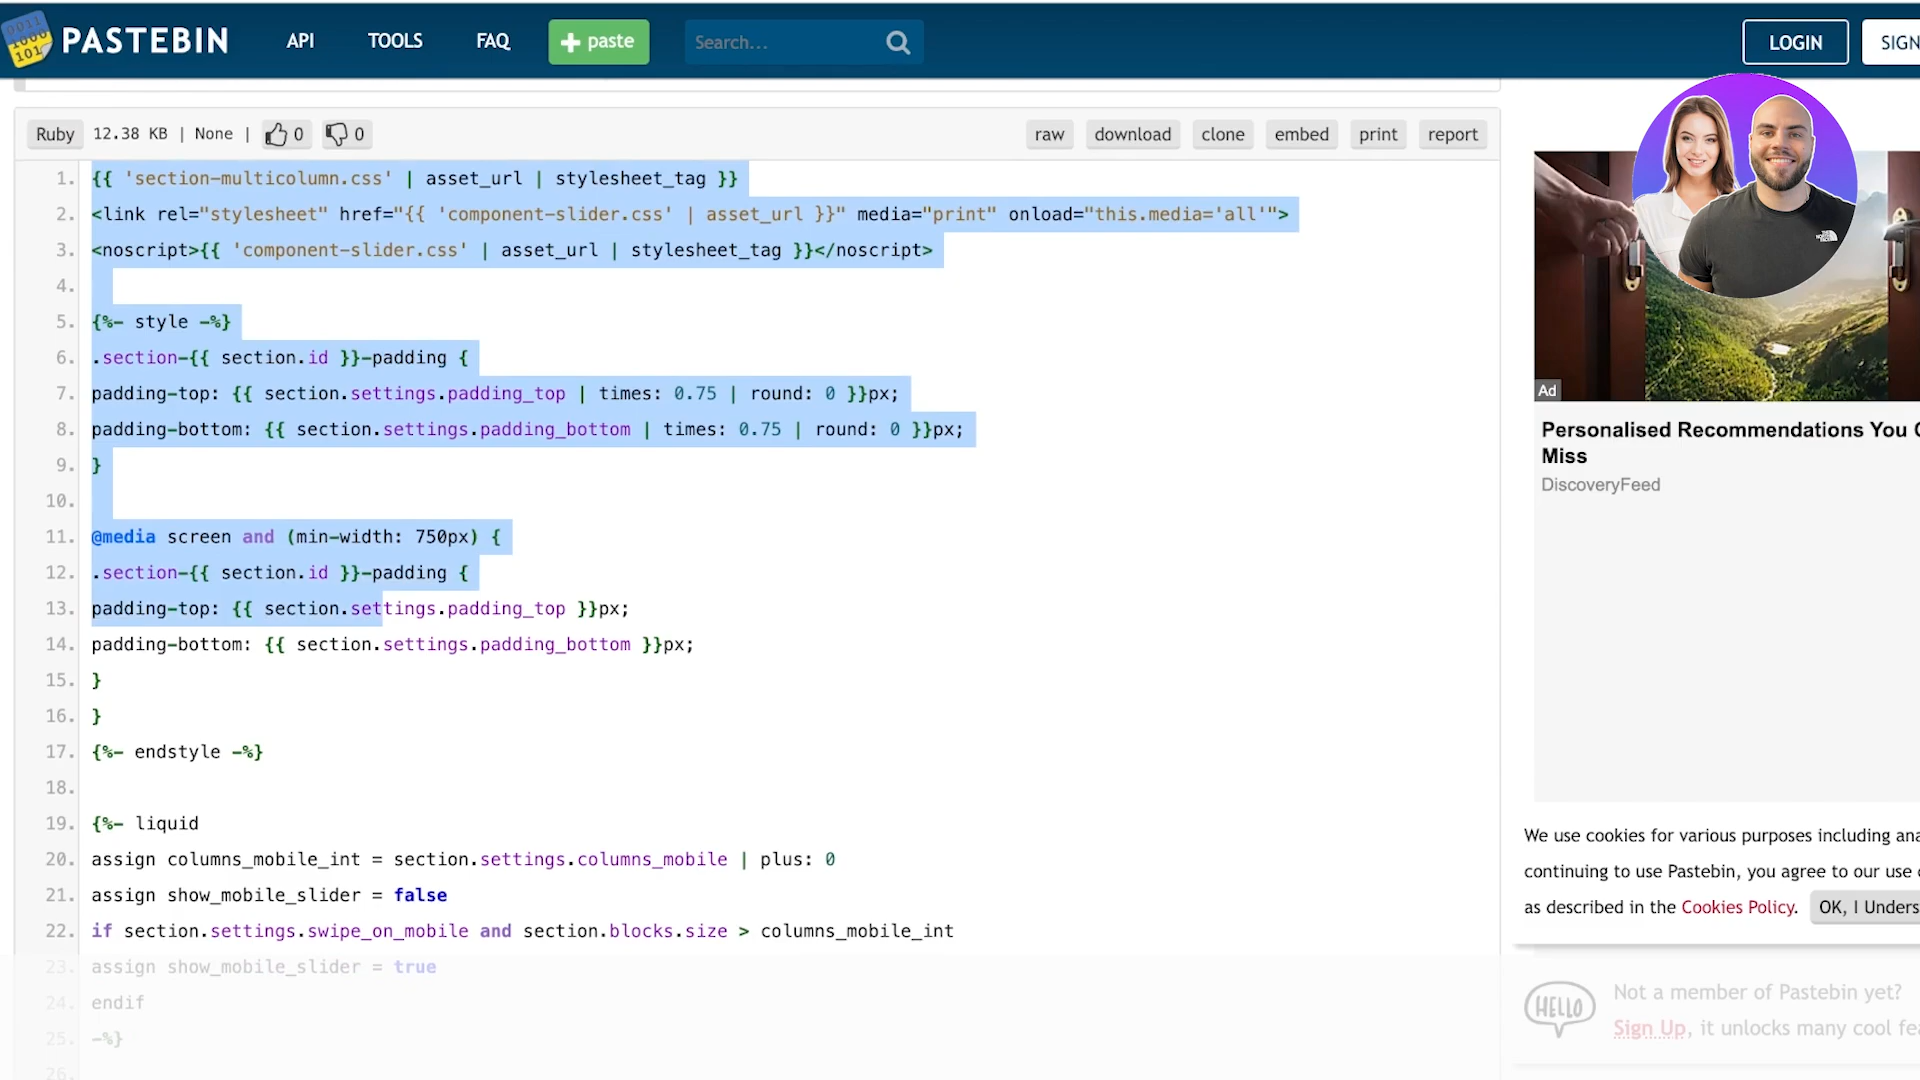 0011
1000
101
PASTEBIN
API
TOOLS
FAQ
+ paste
Search...
LOGIN
SIGN
Ruby 12.38 KB | None | 0 0
raw
download
clone
embed
print
report
1. {{ 'section-multicolumn.css' | asset_url | stylesheet_tag }}
2. <link rel="stylesheet" href="{{ 'component-slider.css' | asset_url }}" media="print" onload="this.media='all'">
3. <noscript>{{ 'component-slider.css' | asset_url | stylesheet_tag }}</noscript>
4.
5. {%- style -%}
6. .section-{{ section.id }}-padding {
7. padding-top: {{ section.settings.padding_top | times: 0.75 | round: 0 }}px;
8. padding-bottom: {{ section.settings.padding_bottom | times: 0.75 | round: 0 }}px;
9. }
10.
11. @media screen and (min-width: 750px) {
12. .section-{{ section.id }}-padding {
13. padding-top: {{ section.settings.padding_top }}px;
14. padding-bottom: {{ section.settings.padding_bottom }}px;
15. }
16. }
17. {%- endstyle -%}
18.
19. {%- liquid
20. assign columns_mobile_int = section.settings.columns_mobile | plus: 0
21. assign show_mobile_slider = false
22. if section.settings.swipe_on_mobile and section.blocks.size > columns_mobile_int
23. assign show_mobile_slider = true
24. endif
25. -%}
26.
THE NORTH FACE
Ad
Personalised Recommendations You C
Miss
DiscoveryFeed
We use cookies for various purposes including ana
continuing to use Pastebin, you agree to our use o
as described in the Cookies Policy. OK, I Unders
HELLO
Not a member of Pastebin yet?
Sign Up, it unlocks many cool fea